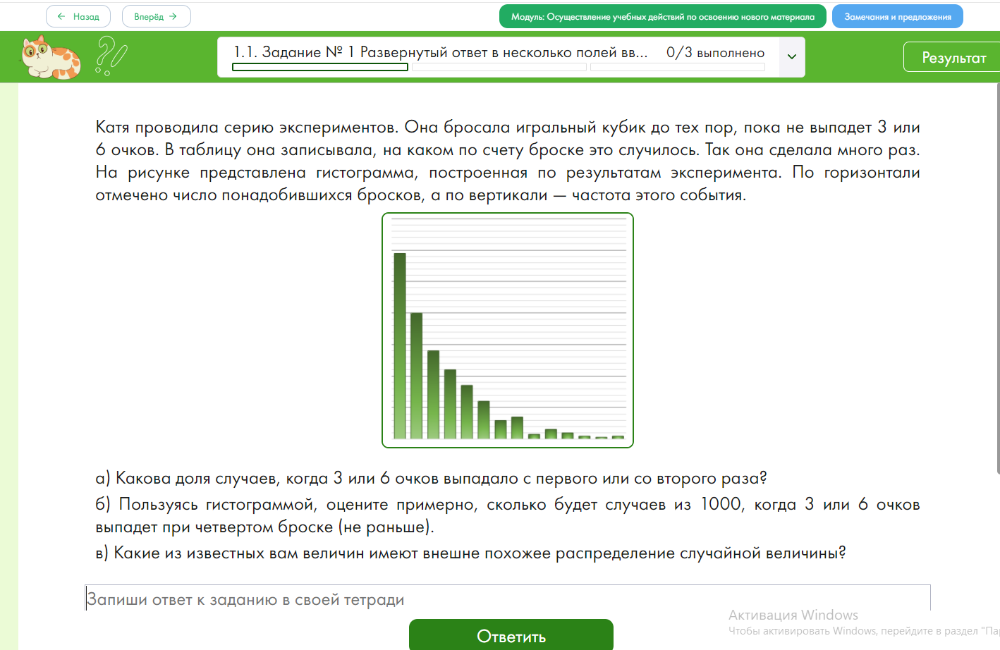 ← Назад
Вперёд →
Модуль: Осуществление учебных действий по освоению нового материала
Замечания и предложения
1.1. Задание № 1 Развернутый ответ в несколько полей вв...
0/3 выполнено
Результат
Катя проводила серию экспериментов. Она бросала игральный кубик до тех пор, пока не выпадет 3 или
6 очков. В таблицу она записывала, на каком по счету броске это случилось. Так она сделала много раз.
На рисунке представлена гистограмма, построенная по результатам эксперимента. По горизонтали
отмечено число понадобившихся бросков, а по вертикали — частота этого события.
а) Какова доля случаев, когда 3 или 6 очков выпадало с первого или со второго раза?
б) Пользуясь гистограммой, оцените примерно, сколько будет случаев из 1000, когда 3 или 6 очков
выпадет при четвертом броске (не раньше).
в) Какие из известных вам величин имеют внешне похожее распределение случайной величины?
Запиши ответ к заданию в своей тетради
Активация Windows
Чтобы активировать Windows, перейдите в раздел "Па
Ответить